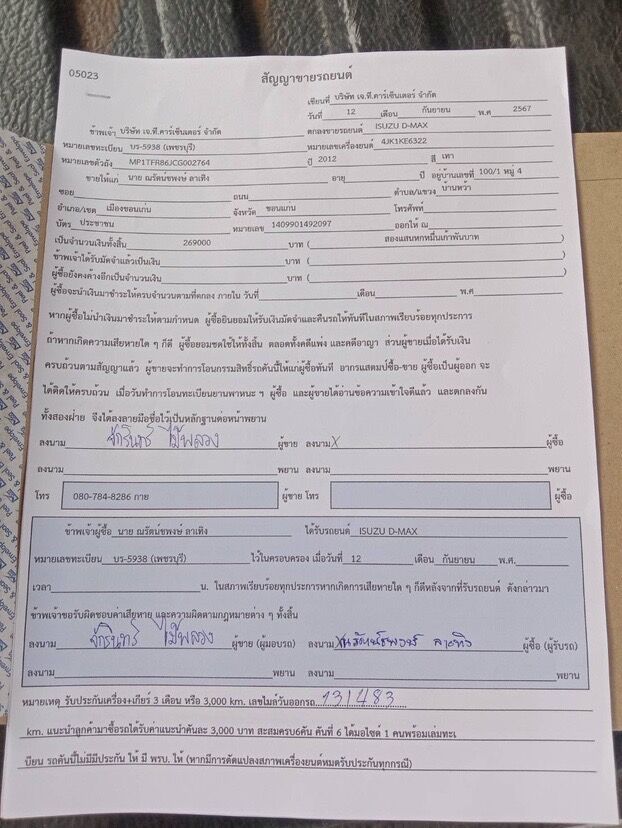 05023
สัญญาขายรถยนต์
เขียนที่ บริษัท เจ.ที.คาร์เซ็นเตอร์ จำกัด
วันที่ 12 เดือน กันยายน พ.ศ 2567
ข้าพเจ้า บริษัท เจ.ที.คาร์เซ็นเตอร์ จำกัด ตกลงขายรถยนต์ ISUZU D-MAX
หมายเลขทะเบียน บร-5938 (เพชรบุรี) หมายเลขเครื่องยนต์ 4JK1KE6322
หมายเลขตัวถัง MP1TFR86JCG002764 ปี 2012 สี เทา
ขายให้แก่ นาย ณรัตน์ชพงษ์ ลาเทิง อายุ ปี อยู่บ้านเลขที่ 100/1 หมู่ 4
ซอย ถนน ตำบล/แขวง บ้านหว้า
อำเภอ/เขต เมืองขอนแก่น จังหวัด ขอนแก่น โทรศัพท์
บัตร ประชาชน หมายเลข 1409901492097 ออกให้ ณ
เป็นจำนวนเงินทั้งสิ้น 269000 บาท ( สองแสนหกหมื่นเก้าพันบาท )
ข้าพเจ้าได้รับมัดจำแล้วเป็นเงิน บาท ( )
ผู้ซื้อยังคงค้างอีกเป็นจำนวนเงิน บาท ( )
ผู้ซื้อจะนำเงินมาชำระให้ครบจำนวนตามที่ตกลง ภายใน วันที่ เดือน พ.ศ
หากผู้ซื้อไม่นำเงินมาชำระให้ตามกำหนด ผู้ซื้อยินยอมให้รับเงินมัดจำและคืนรถให้ทันทีในสภาพเรียบร้อยทุกประการ
ถ้าหากเกิดความเสียหายใด ๆ ก็ดี ผู้ซื้อยอมชดใช้ให้ทั้งสิ้น ตลอดทั้งคดีแพ่ง และคดีอาญา ส่วนผู้ขายเมื่อได้รับเงิน
ครบถ้วนตามสัญญาแล้ว ผู้ขายจะทำการโอนกรรมสิทธิ์รถคันนี้ให้แก่ผู้ซื้อทันที อากรแสตมป์ซื้อ-ขาย ผู้ซื้อเป็นผู้ออก จะ
ได้ติดให้ครบถ้วน เมื่อวันทำการโอนทะเบียนยานพาหนะ ฯ ผู้ซื้อ และผู้ขายได้อ่านข้อความเข้าใจดีแล้ว และตกลงกัน
ทั้งสองฝ่าย จึงได้ลงลายมือชื่อไว้เป็นหลักฐานต่อหน้าพยาน
ลงนาม จักรินทร์ ไม้พลวง ผู้ขาย ลงนาม X ผู้ซื้อ
ลงนาม พยาน ลงนาม พยาน
โทร 080-784-8286 กาย ผู้ขาย โทร ผู้ซื้อ
ข้าพเจ้าผู้ซื้อ นาย ณรัตน์ชพงษ์ ลาเทิง ได้รับรถยนต์ ISUZU D-MAX
หมายเลขทะเบียน บร-5938 (เพชรบุรี) ไว้ในครอบครอง เมื่อวันที่ 12 เดือน กันยายน พ.ศ.
เวลา น. ในสภาพเรียบร้อยทุกประการหากเกิดการเสียหายใด ๆ ก็ดีหลังจากที่รับรถยนต์ ดังกล่าวมา
ข้าพเจ้าขอรับผิดชอบค่าเสียหาย และความผิดตามกฎหมายต่าง ๆ ทั้งสิ้น
ลงนาม จักรินทร์ ไม้พลวง ผู้ขาย (ผู้มอบรถ) ลงนาม X ผู้ซื้อ (ผู้รับรถ)
ลงนาม พยาน ลงนาม พยาน
หมายเหตุ รับประกันเครื่อง+เกียร์ 3 เดือน หรือ 3,000 km. เลขไมล์วันออกรถ 131483
km. แนะนำลูกค้ามาซื้อรถได้รับค่าแนะนำคันละ 3,000 บาท สะสมครบ6คัน คันที่ 6 ได้มอไซด์ 1 คนพร้อมเล่มทะเ
บียน รถคันนี้ไม่มีมีประกัน ให้ มี พรบ. ให้ (หากมีการดัดแปลงสภาพเครื่องยนต์หมดรับประกันทุกกรณี)